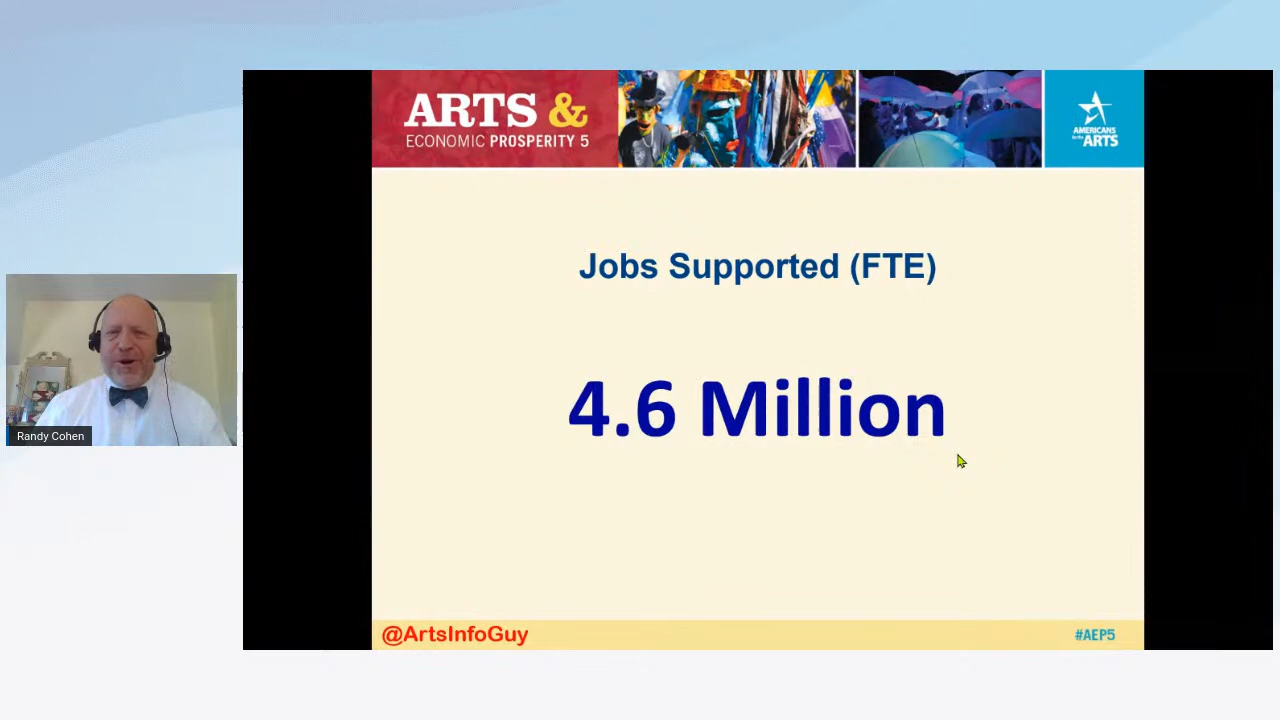 ARTS &
ECONOMIC PROSPERITY 5
AMERICANS
for the ARTS
Jobs Supported (FTE)
4.6 Million
Randy Cohen
@ArtsInfoGuy
#AEP5